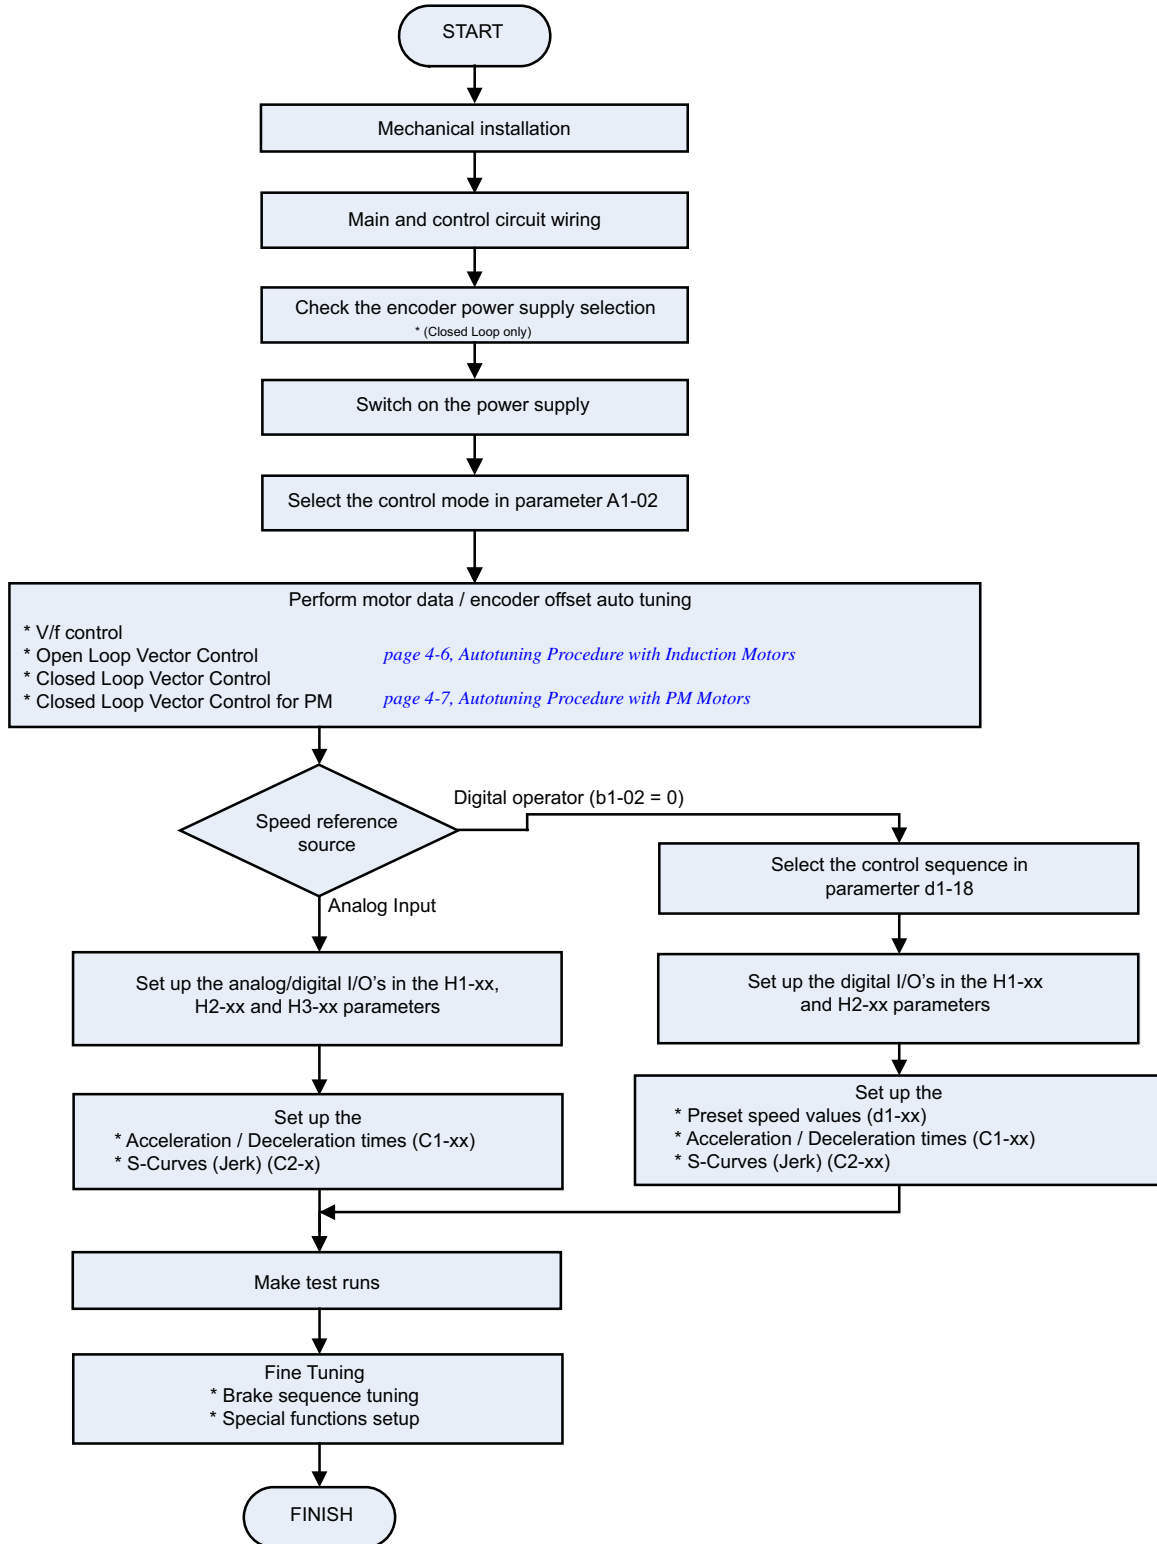 START
Mechanical installation
Main and control circuit wiring
Check the encoder power supply selection
* (Closed Loop only)
Switch on the power supply
Select the control mode in parameter A1-02
Perform motor data / encoder offset auto tuning
* V/f control
* Open Loop Vector Control page 4-6, Autotuning Procedure with Induction Motors
* Closed Loop Vector Control
* Closed Loop Vector Control for PM page 4-7, Autotuning Procedure with PM Motors
Speed reference
source
Digital operator (b1-02 = 0)
Analog Input
Select the control sequence in
paramerter d1-18
Set up the analog/digital I/O's in the H1-xx,
H2-xx and H3-xx parameters
Set up the digital I/O's in the H1-xx
and H2-xx parameters
Set up the
* Acceleration / Deceleration times (C1-xx)
* S-Curves (Jerk) (C2-x)
Set up the
* Preset speed values (d1-xx)
* Acceleration / Deceleration times (C1-xx)
* S-Curves (Jerk) (C2-xx)
Make test runs
Fine Tuning
* Brake sequence tuning
* Special functions setup
FINISH